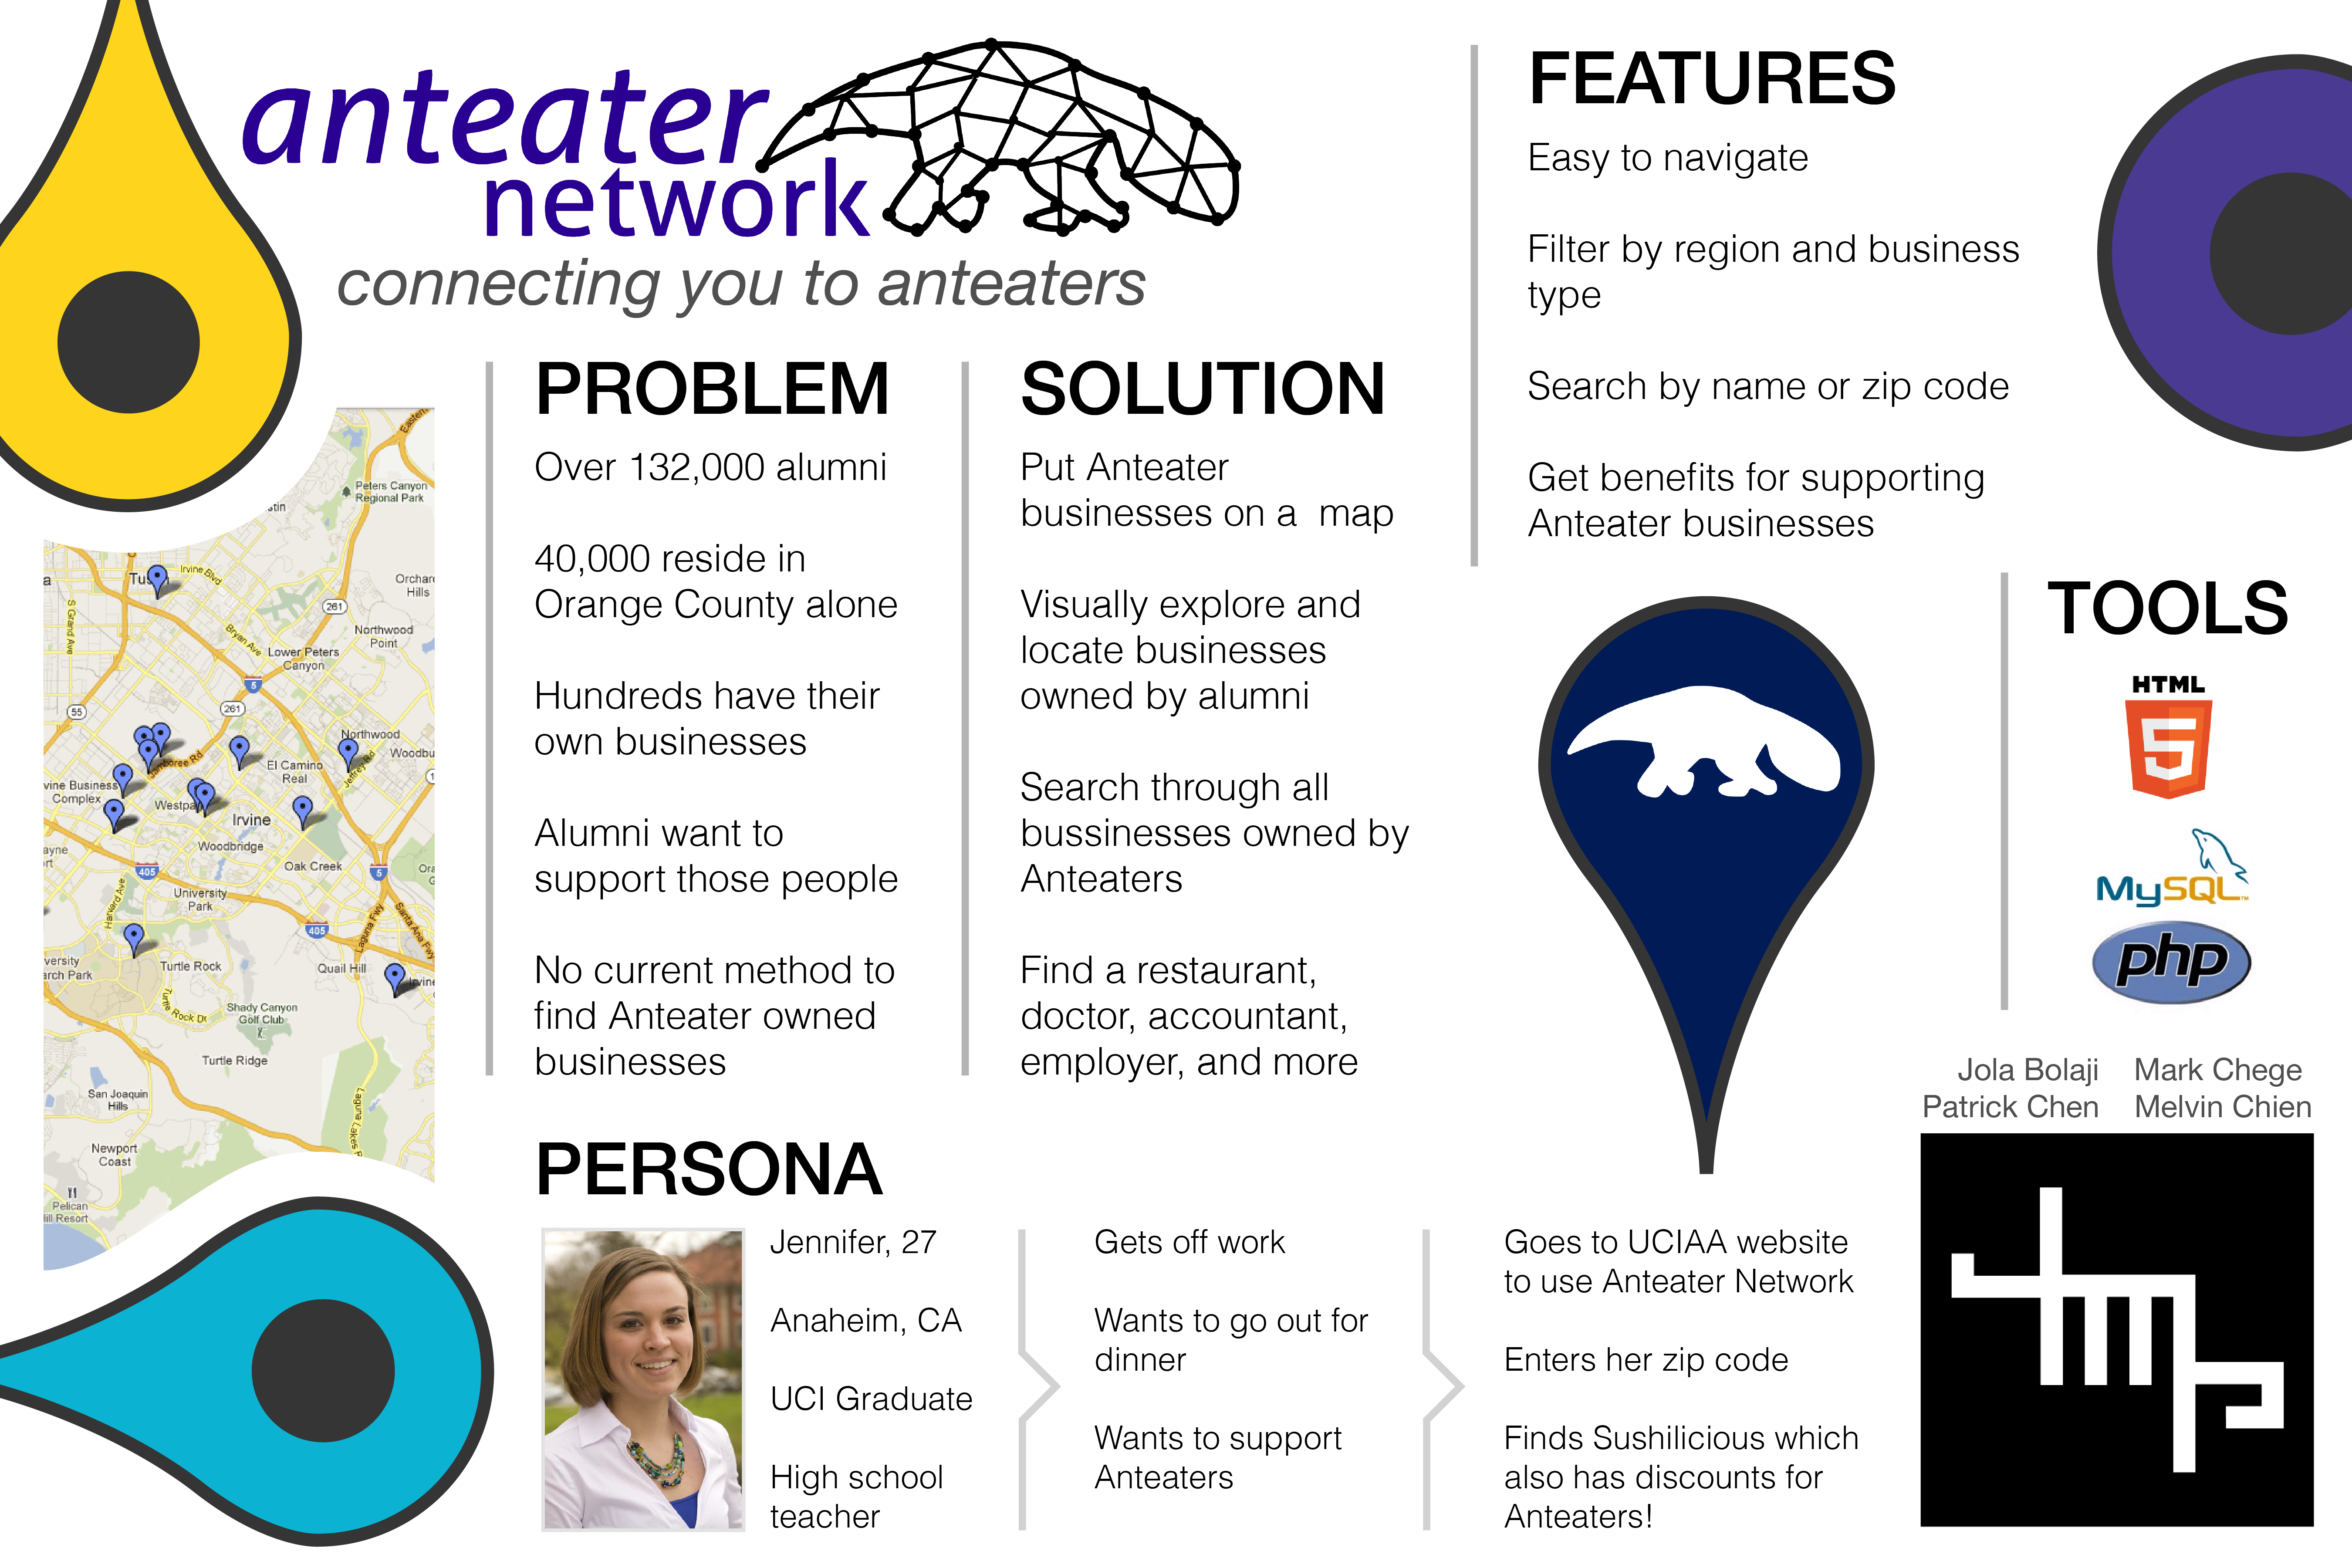 anteater
network
connecting you to anteaters
PROBLEM
Over 132,000 alumni
40,000 reside in
Orange County alone
Hundreds have their
own businesses
Alumni want to
support those people
No current method to
find Anteater owned
businesses
SOLUTION
Put Anteater
businesses on a  map
Visually explore and
locate businesses
owned by alumni
Search through all
bussinesses owned by
Anteaters
Find a restaurant,
doctor, accountant,
employer, and more
FEATURES
Easy to navigate
Filter by region and business
type
Search by name or zip code
Get benefits for supporting
Anteater businesses
TOOLS
HTML
5
MySQL
TM
php
Jola Bolaji
Patrick Chen
Mark Chege
Melvin Chien
PERSONA
Jennifer, 27
Anaheim, CA
UCI Graduate
High school
teacher
Gets off work
Wants to go out for
dinner
Wants to support
Anteaters
Goes to UCIAA website
to use Anteater Network
Enters her zip code
Finds Sushilicious which
also has discounts for
Anteaters!
Eastern
Peters Canyon
Regional Park
stin
Irvine Blvd
Orchard
Hills
S Grand Ave
261
Bryan Ave
Northwood
Point
Lower Peters
Canyon
5
55
261
Northwood
Woodbu
Jamboree Rd
El Camino
Real
Jeffrey Rd
vine Business
Complex
Westpa
Irvine
Woodbridge
ayne
rt
405
Oak Creek
5
University
Park
Harvard Ave
405
Laguna Fwy
Santa Ana Fwy
versity
arch Park
Turtle Rock
Quail Hill
Irvine
Turtle Rock Dr
Shady Canyon
Golf Club
Turtle Ridge
San Joaquin
Hills
Newport
Coast
Pelican
Hill Resort